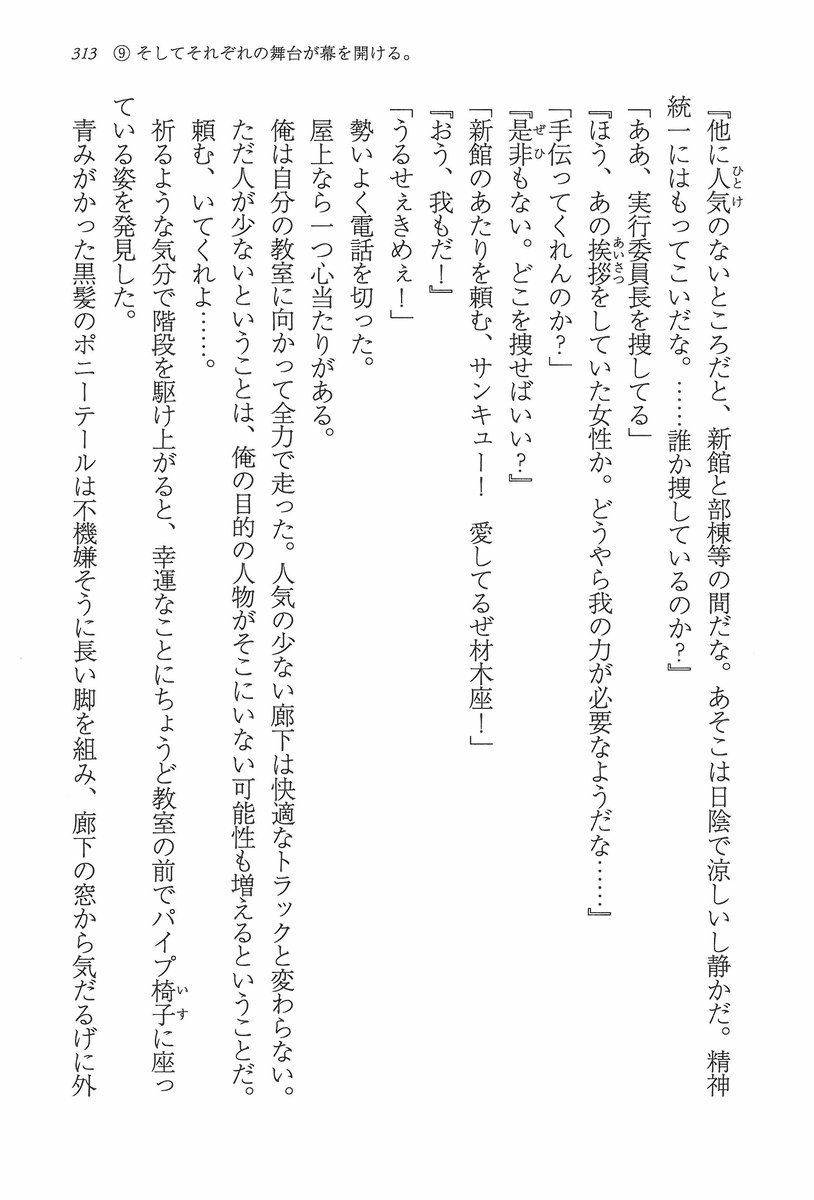 313 ⑨ そしてそれぞれの舞台が幕を開ける。
『他に人気のないところだと、新館と部棟等の間だな。あそこは日陰で涼しいし静かだ。精神
統一にはもってこいだな。……誰か捜しているのか?』
「ああ、実行委員長を捜してる」
『ほう、あの挨拶をしていた女性か。どうやら我の力が必要なようだな……』
「手伝ってくれんのか?」
『是非もない。どこを捜せばいい?』
「新館のあたりを頼む、サンキュー! 愛してるぜ材木座!」
『おう、我もだ!』
「うるせぇきめぇ!」
勢いよく電話を切った。
屋上なら一つ心当たりがある。
俺は自分の教室に向かって全力で走った。人気の少ない廊下は快適なトラックと変わらない。
ただ人が少ないということは、俺の目的の人物がそこにいない可能性も増えるということだ。
頼む、いてくれよ……。
祈るような気分で階段を駆け上がると、幸運なことにちょうど教室の前でパイプ椅子に座っ
ている姿を発見した。
青みがかった黒髪のポニーテールは不機嫌そうに長い脚を組み、廊下の窓から気だるげに外